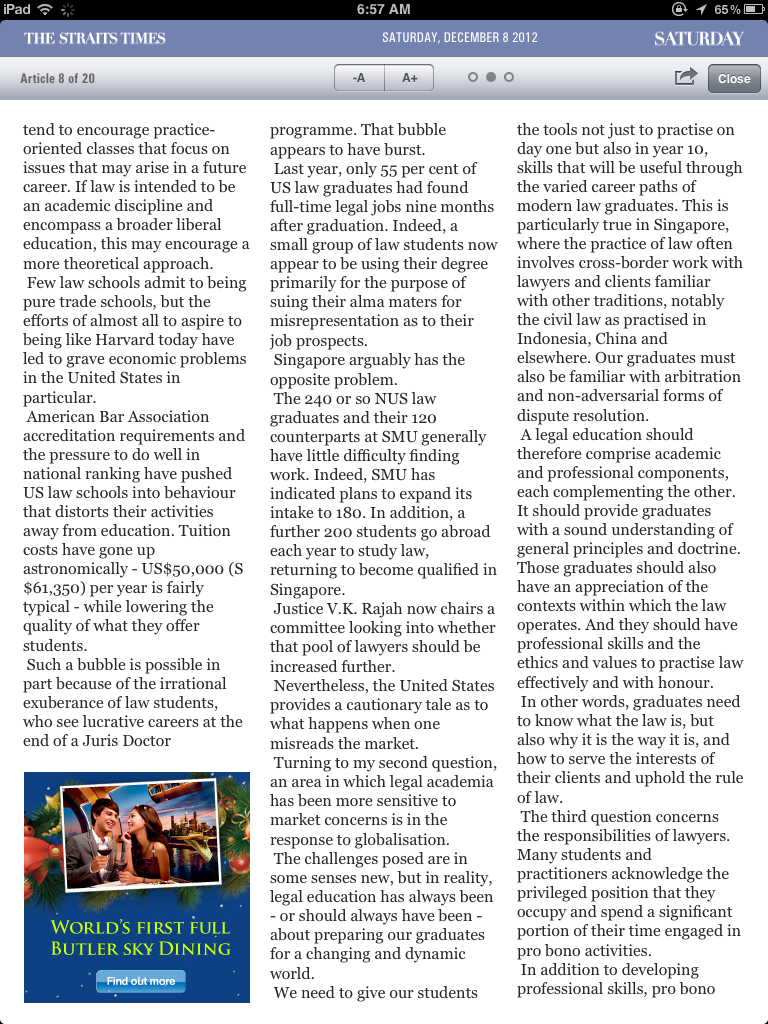 iPad
6:57 AM
65%
THE STRAITS TIMES
SATURDAY, DECEMBER 8 2012
SATURDAY
Article 8 of 20
-A
A+
Close
tend to encourage practice-
oriented classes that focus on
issues that may arise in a future
career. If law is intended to be
an academic discipline and
encompass a broader liberal
education, this may encourage a
more theoretical approach.
Few law schools admit to being
pure trade schools, but the
efforts of almost all to aspire to
being like Harvard today have
led to grave economic problems
in the United States in
particular.
American Bar Association
accreditation requirements and
the pressure to do well in
national ranking have pushed
US law schools into behaviour
that distorts their activities
away from education. Tuition
costs have gone up
astronomically - US$50,000 (S
$61,350) per year is fairly
typical - while lowering the
quality of what they offer
students.
Such a bubble is possible in
part because of the irrational
exuberance of law students,
who see lucrative careers at the
end of a Juris Doctor
WORLD'S FIRST FULL
BUTLER SKY DINING
Find out more
programme. That bubble
appears to have burst.
Last year, only 55 per cent of
US law graduates had found
full-time legal jobs nine months
after graduation. Indeed, a
small group of law students now
appear to be using their degree
primarily for the purpose of
suing their alma maters for
misrepresentation as to their
job prospects.
Singapore arguably has the
opposite problem.
The 240 or so NUS law
graduates and their 120
counterparts at SMU generally
have little difficulty finding
work. Indeed, SMU has
indicated plans to expand its
intake to 180. In addition, a
further 200 students go abroad
each year to study law,
returning to become qualified in
Singapore.
Justice V.K. Rajah now chairs a
committee looking into whether
that pool of lawyers should be
increased further.
Nevertheless, the United States
provides a cautionary tale as to
what happens when one
misreads the market.
Turning to my second question,
an area in which legal academia
has been more sensitive to
market concerns is in the
response to globalisation.
The challenges posed are in
some senses new, but in reality,
legal education has always been
- or should always have been -
about preparing our graduates
for a changing and dynamic
world.
We need to give our students
the tools not just to practise on
day one but also in year 10,
skills that will be useful through
the varied career paths of
modern law graduates. This is
particularly true in Singapore,
where the practice of law often
involves cross-border work with
lawyers and clients familiar
with other traditions, notably
the civil law as practised in
Indonesia, China and
elsewhere. Our graduates must
also be familiar with arbitration
and non-adversarial forms of
dispute resolution.
A legal education should
therefore comprise academic
and professional components,
each complementing the other.
It should provide graduates
with a sound understanding of
general principles and doctrine.
Those graduates should also
have an appreciation of the
contexts within which the law
operates. And they should have
professional skills and the
ethics and values to practise law
effectively and with honour.
In other words, graduates need
to know what the law is, but
also why it is the way it is, and
how to serve the interests of
their clients and uphold the rule
of law.
The third question concerns
the responsibilities of lawyers.
Many students and
practitioners acknowledge the
privileged position that they
occupy and spend a significant
portion of their time engaged in
pro bono activities.
In addition to developing
professional skills, pro bono